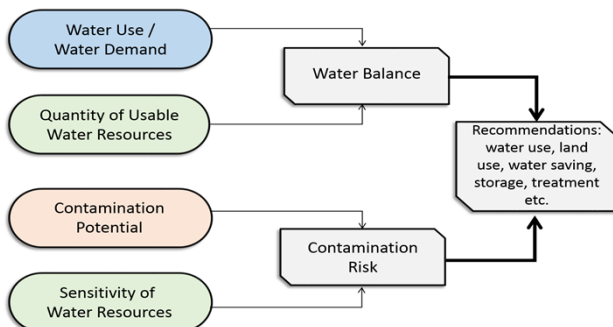 Water Use /
Water Demand
Quantity of Usable
Water Resources
Water Balance
Contamination
Potential
Sensitivity of
Water Resources
Contamination
Risk
Recommendations:
water use, land
use, water saving,
storage, treatment
etc.